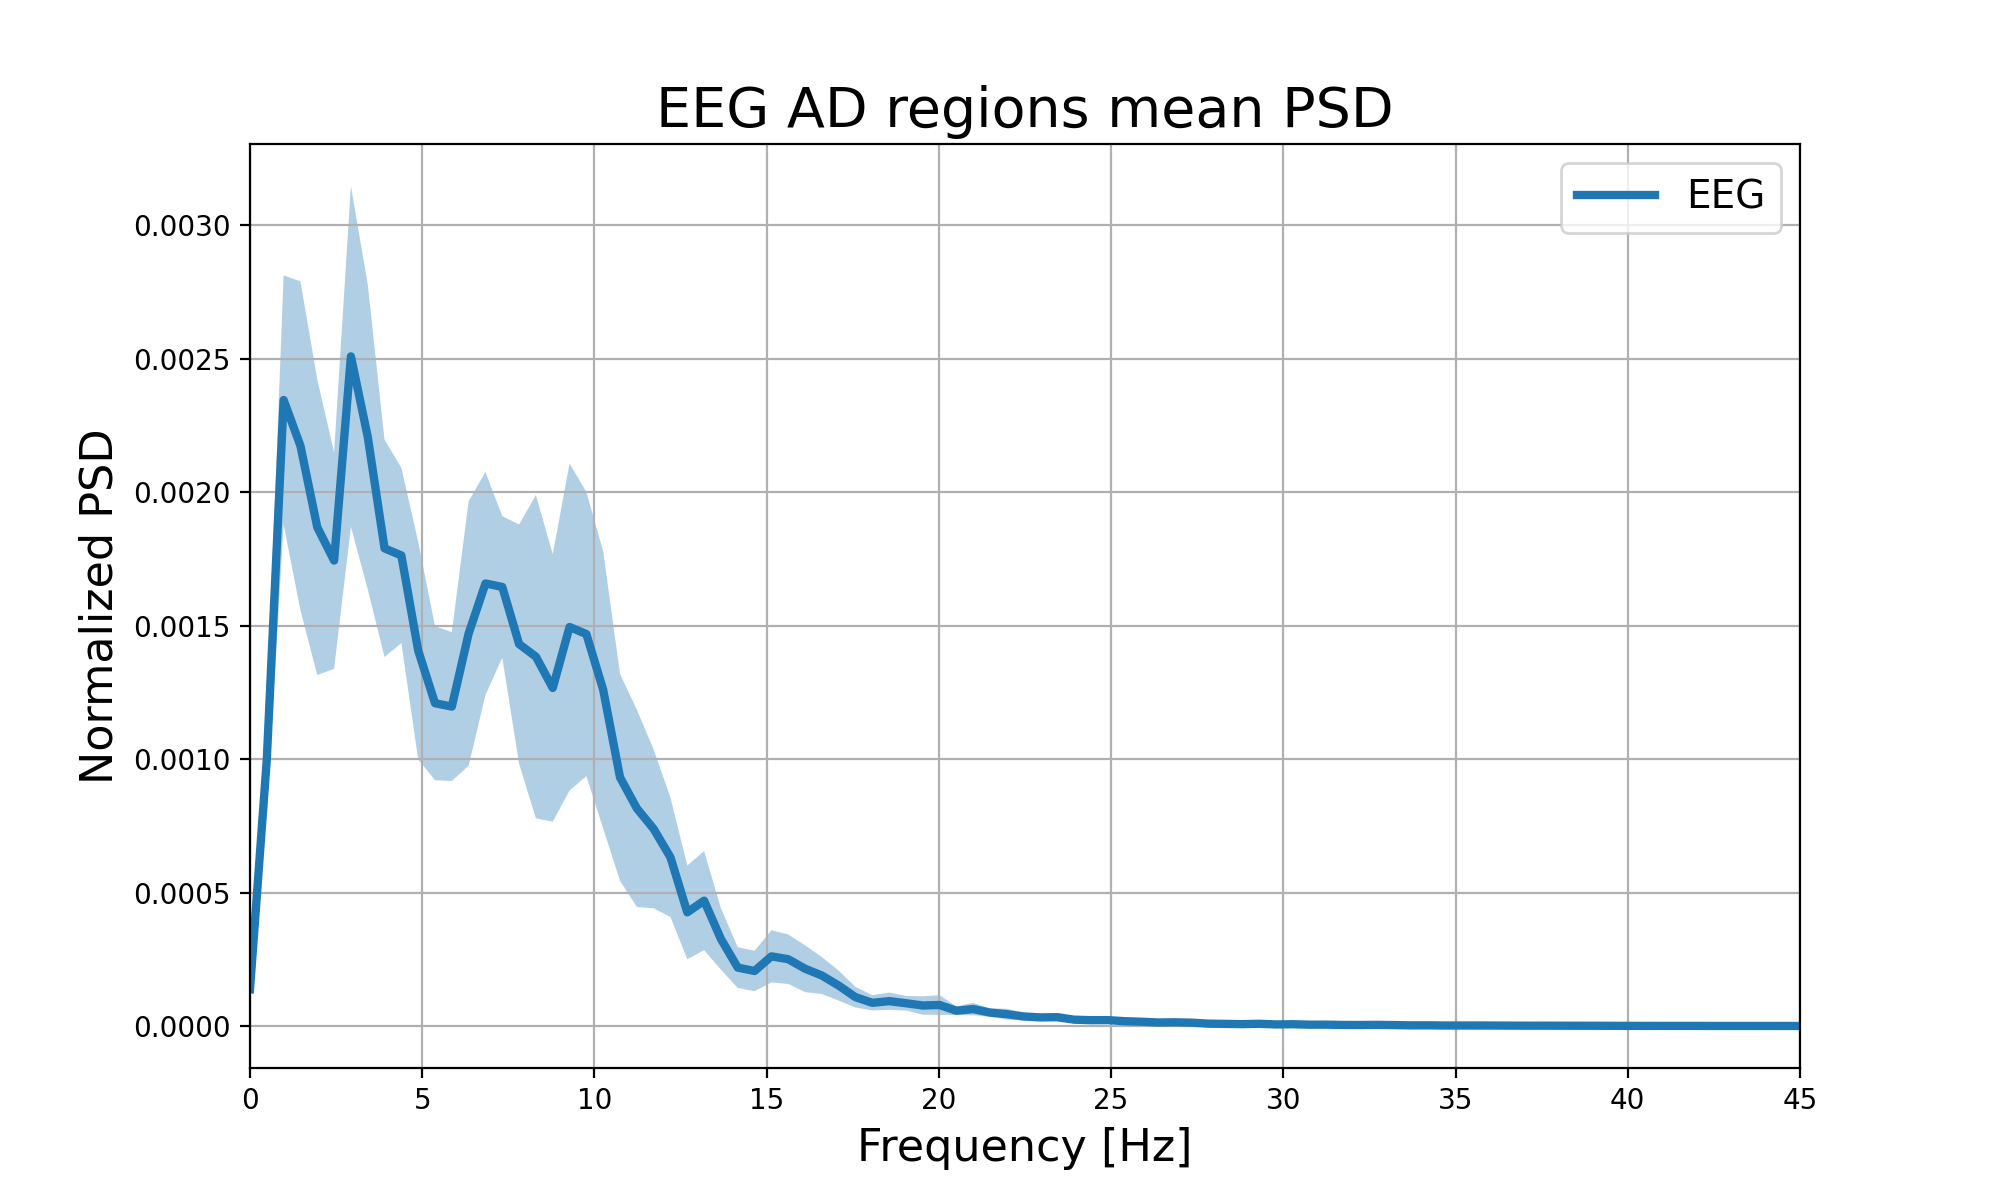 EEG AD regions mean PSD
EEG
Normalized PSD
0.0030
0.0025
0.0020
0.0015
0.0010
0.0005
0.0000
0 5 10 15 20 25 30 35 40 45
Frequency [Hz]